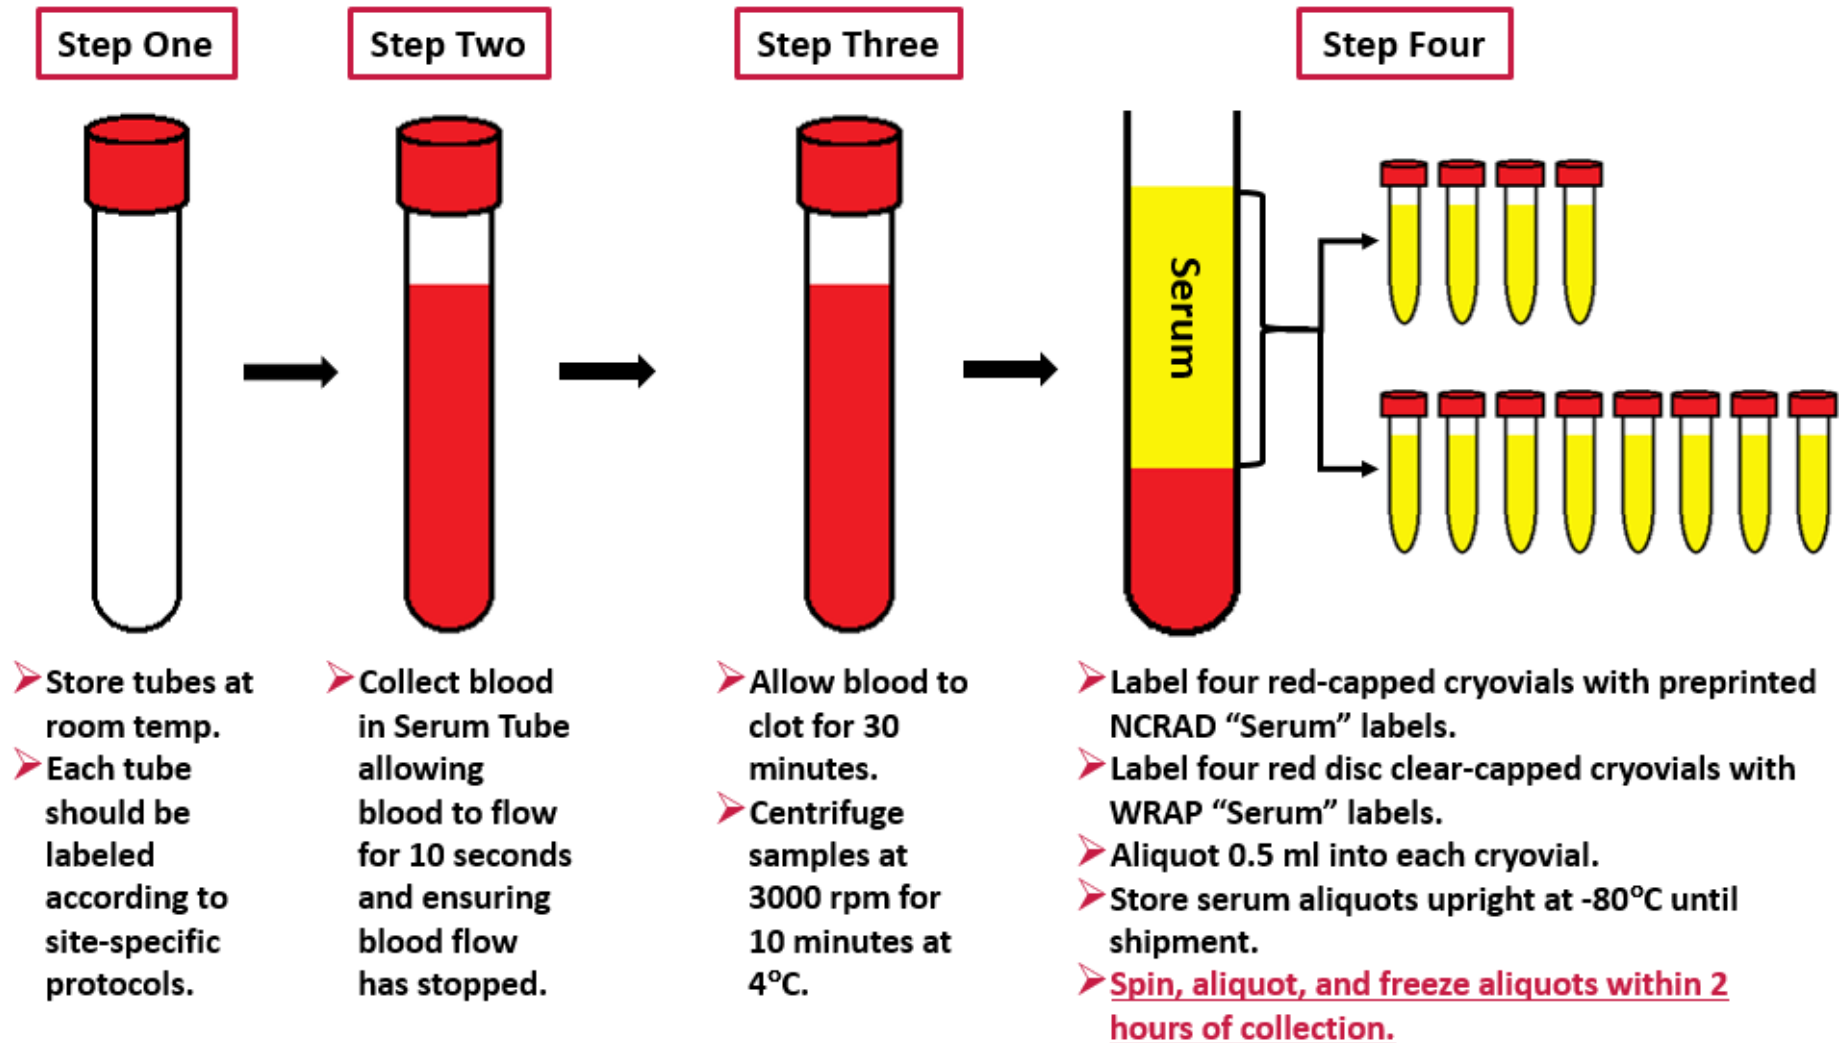 Step One
Store tubes at
room temp.
Each tube
should be
labeled
according to
site-specific
protocols.
Step Two
Collect blood
in Serum Tube
allowing
blood to flow
for 10 seconds
and ensuring
blood flow
has stopped.
Step Three
Allow blood to
clot for 30
minutes.
Centrifuge
samples at
3000 rpm for
10 minutes at
4°C.
Step Four
Serum
Label four red-capped cryovials with preprinted
NCRAD “Serum” labels.
Label four red disc clear-capped cryovials with
WRAP “Serum” labels.
Aliquot 0.5 ml into each cryovial.
Store serum aliquots upright at -80°C until
shipment.
Spin, aliquot, and freeze aliquots within 2
hours of collection.